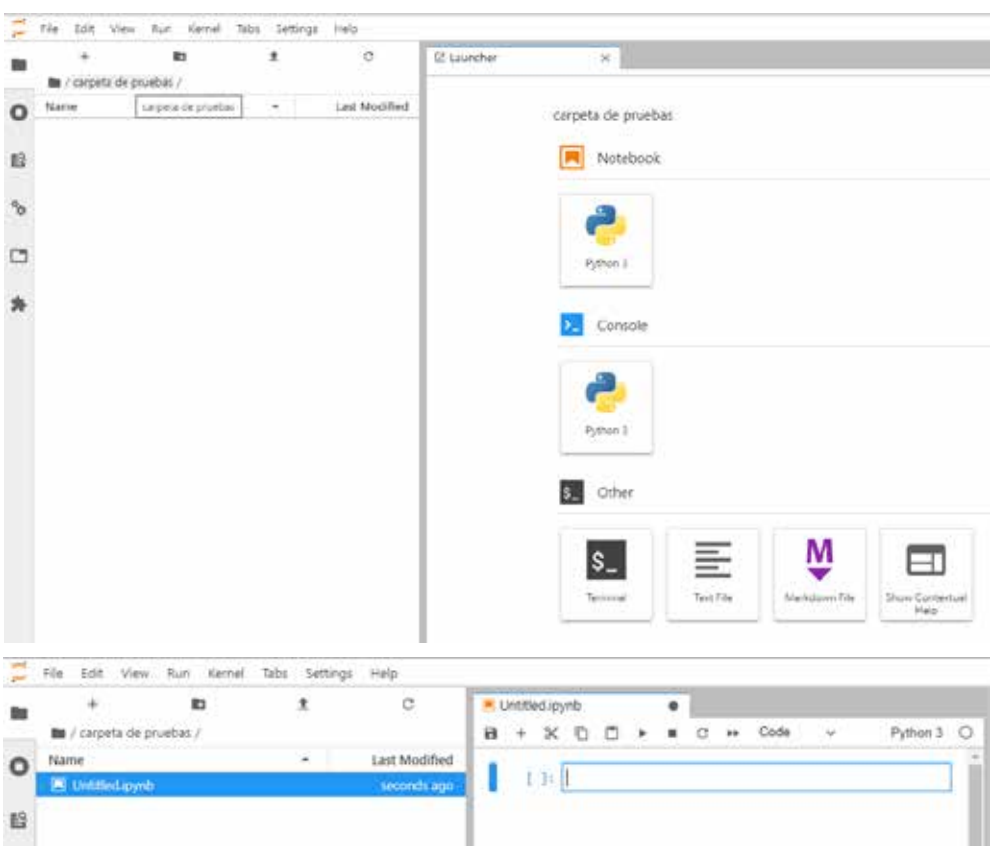 File Edit View Run Kernel Tabs Settings Help
/ carpeta de pruebas /
Name carpeta de pruebas Last Modified
Launcher
carpeta de pruebas
Notebook
Python 3
Console
Python 3
$_ Other
$_
Terminal Text File Markdown File Show Contextual
Help
File Edit View Run Kernel Tabs Settings Help
/ carpeta de pruebas /
Name Last Modified
Untitled.ipynb seconds ago
Untitled.ipynb
Code Python 3
[ ]: